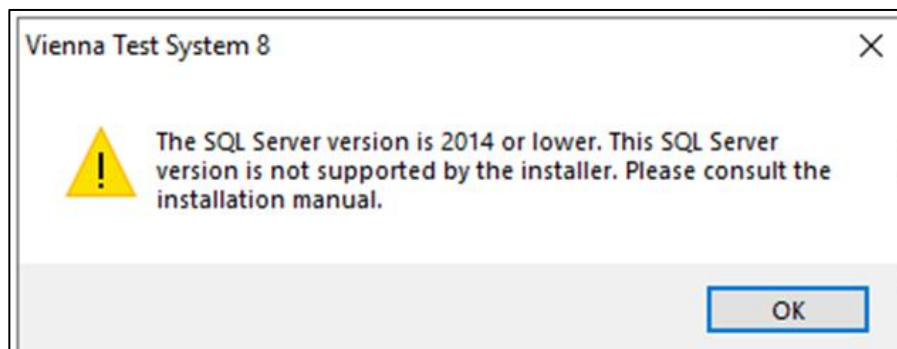 Vienna Test System 8
The SQL Server version is 2014 or lower. This SQL Server
version is not supported by the installer. Please consult the
installation manual.
OK